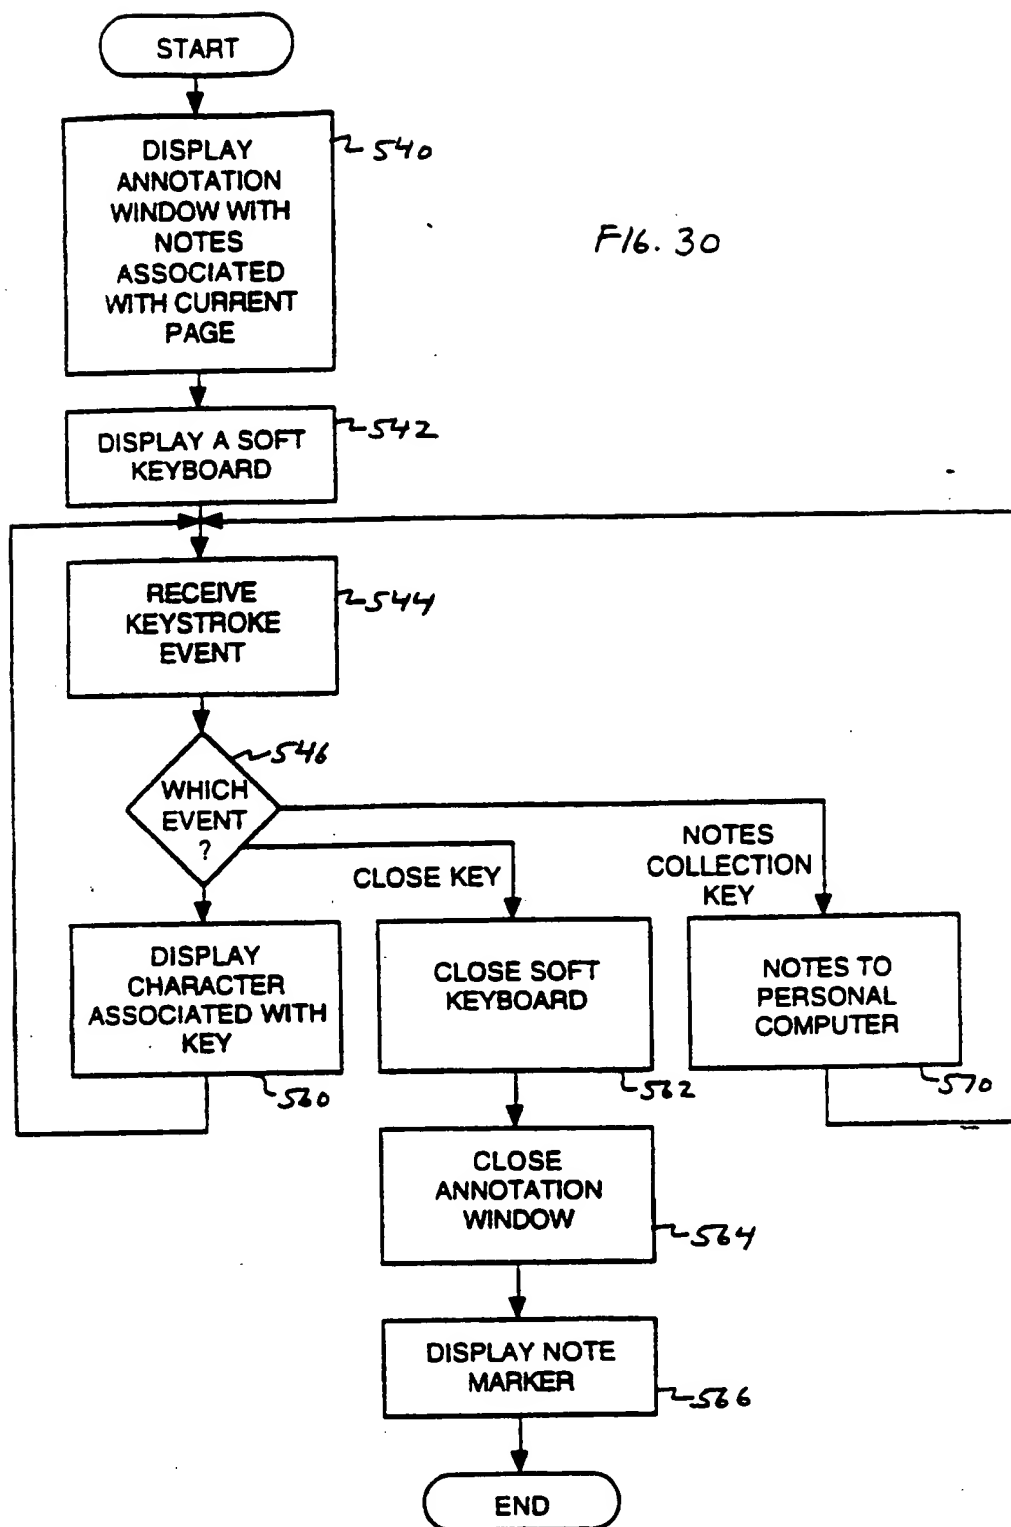 START
DISPLAY
ANNOTATION
WINDOW WITH
NOTES
ASSOCIATED
WITH CURRENT
PAGE
540
FIG. 30
DISPLAY A SOFT
KEYBOARD
542
RECEIVE
KEYSTROKE
EVENT
544
WHICH
EVENT
?
546
CLOSE KEY
NOTES
COLLECTION
KEY
DISPLAY
CHARACTER
ASSOCIATED WITH
KEY
560
CLOSE SOFT
KEYBOARD
562
NOTES TO
PERSONAL
COMPUTER
570
CLOSE
ANNOTATION
WINDOW
564
DISPLAY NOTE
MARKER
566
END